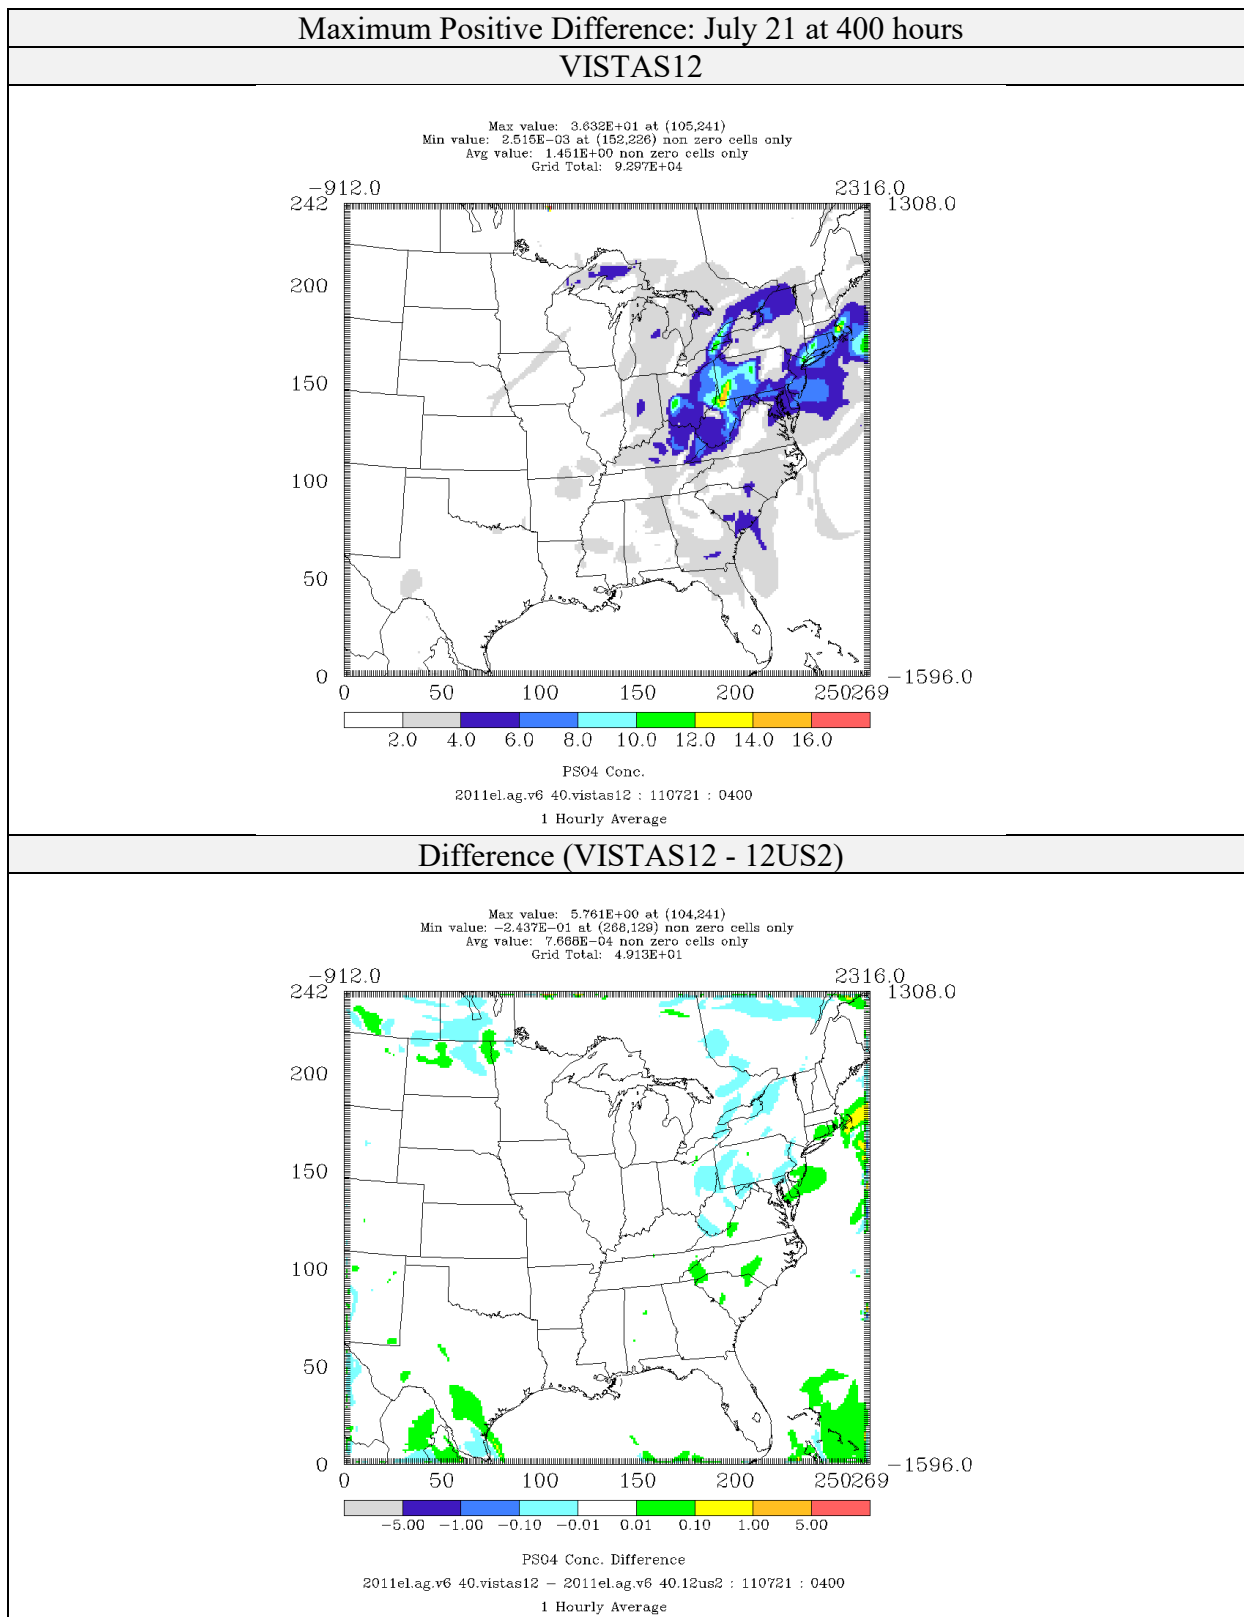 Maximum Positive Difference: July 21 at 400 hours
VISTAS12
Max value: 3.632E+01 at (105,241)
Min value: 2.515E-03 at (152,226) non zero cells only
Avg value: 1.451E+00 non zero cells only
Grid Total: 9.297E+04
-912.0 2316.0
242 1308.0
200
150
100
50
0 -1596.0
0 50 100 150 200 250269
2.0 4.0 6.0 8.0 10.0 12.0 14.0 16.0
PSO4 Conc.
2011el.ag.v6 40.vistas12 : 110721 : 0400
1 Hourly Average
Difference (VISTAS12 - 12US2)
Max value: 5.761E+00 at (104,241)
Min value: -2.437E-01 at (268,129) non zero cells only
Avg value: 7.668E-04 non zero cells only
Grid Total: 4.913E+01
-912.0 2316.0
242 1308.0
200
150
100
50
0 -1596.0
0 50 100 150 200 250269
-5.00 -1.00 -0.10 -0.01 0.01 0.10 1.00 5.00
PSO4 Conc. Difference
2011el.ag.v6 40.vistas12 - 2011el.ag.v6 40.12us2 : 110721 : 0400
1 Hourly Average